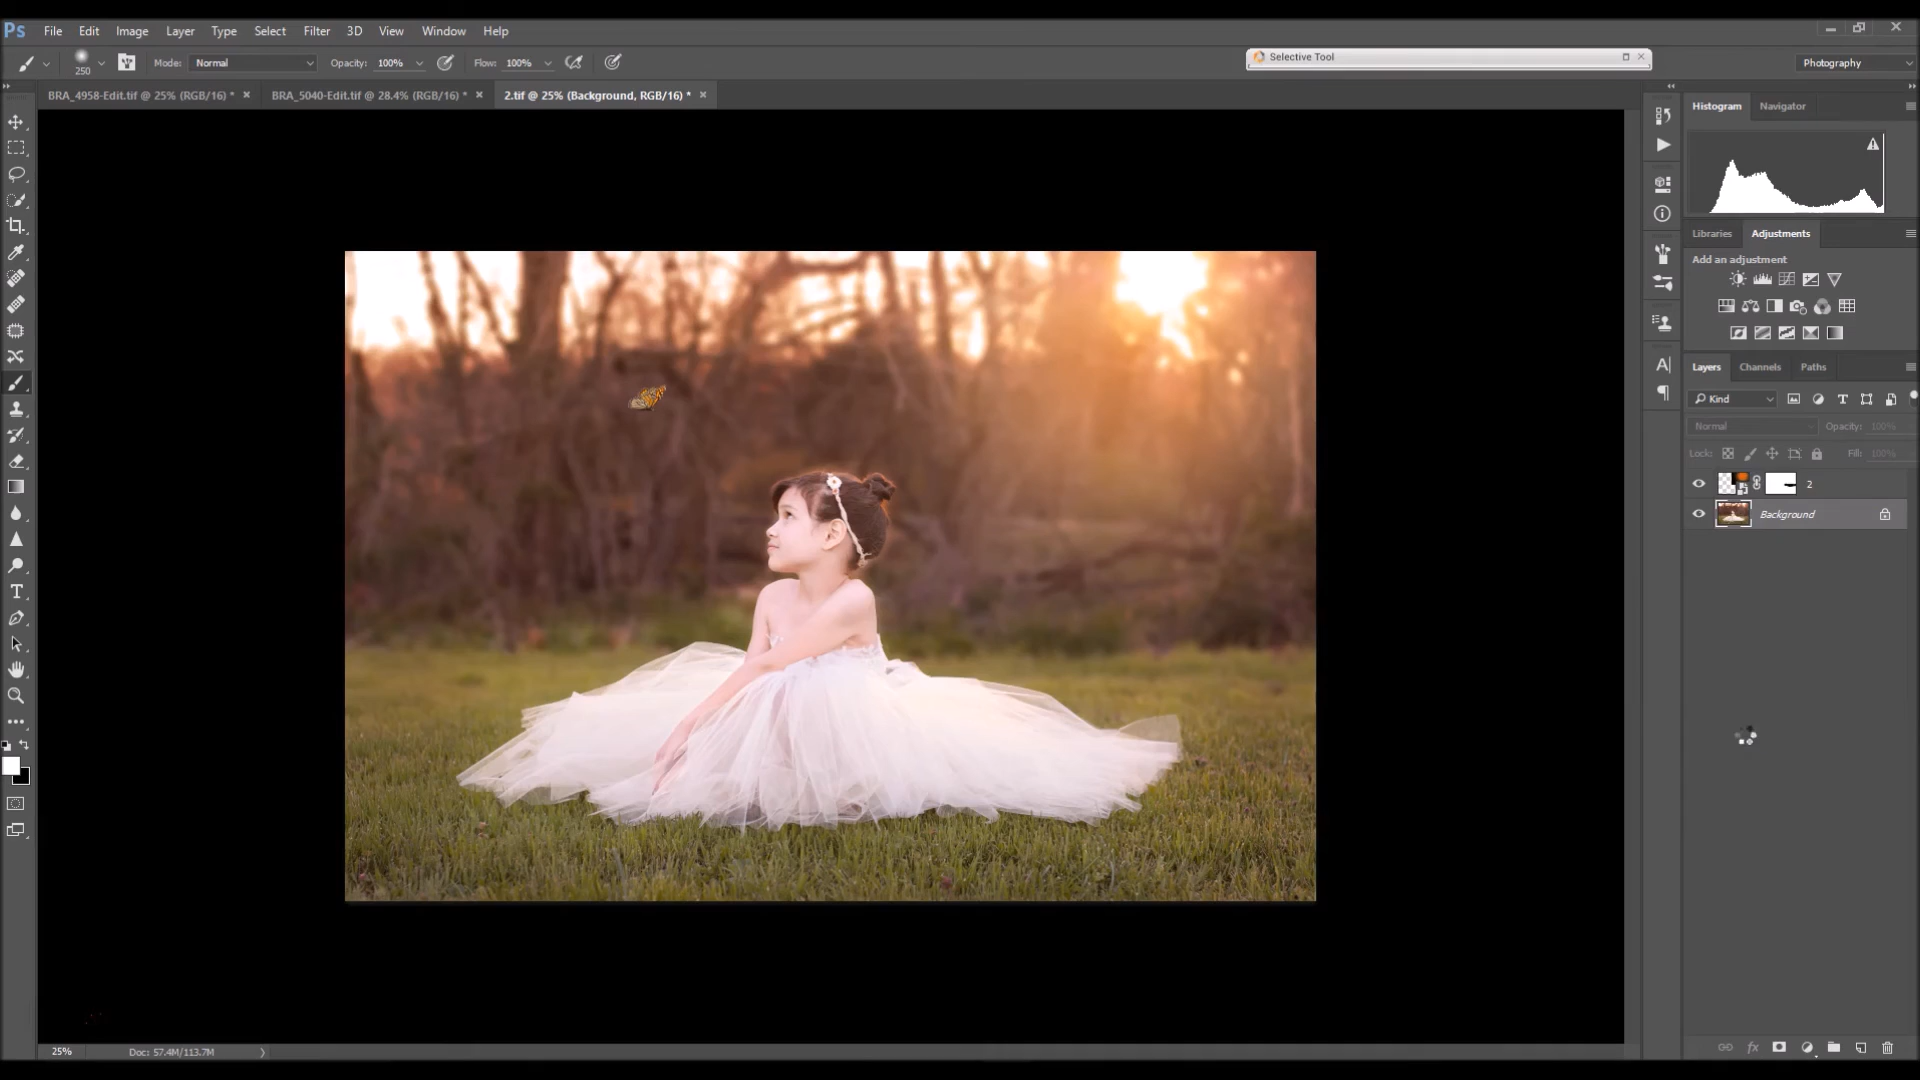 Ps File Edit Image Layer Type Select Filter 3D View Window Help
250 Mode: Normal Opacity: 100% Flow: 100% Selective Tool Photography
BRA_4958-Edit.tif @ 25% (RGB/16) * BRA_5040-Edit.tif @ 28.4% (RGB/16) * 2.tif @ 25% (Background, RGB/16) *
Histogram Navigator
Libraries Adjustments
Add an adjustment
Layers Channels Paths
Kind
Normal Opacity: 100%
Lock: Fill: 100%
2
Background
25% Doc: 57.4M/113.7M